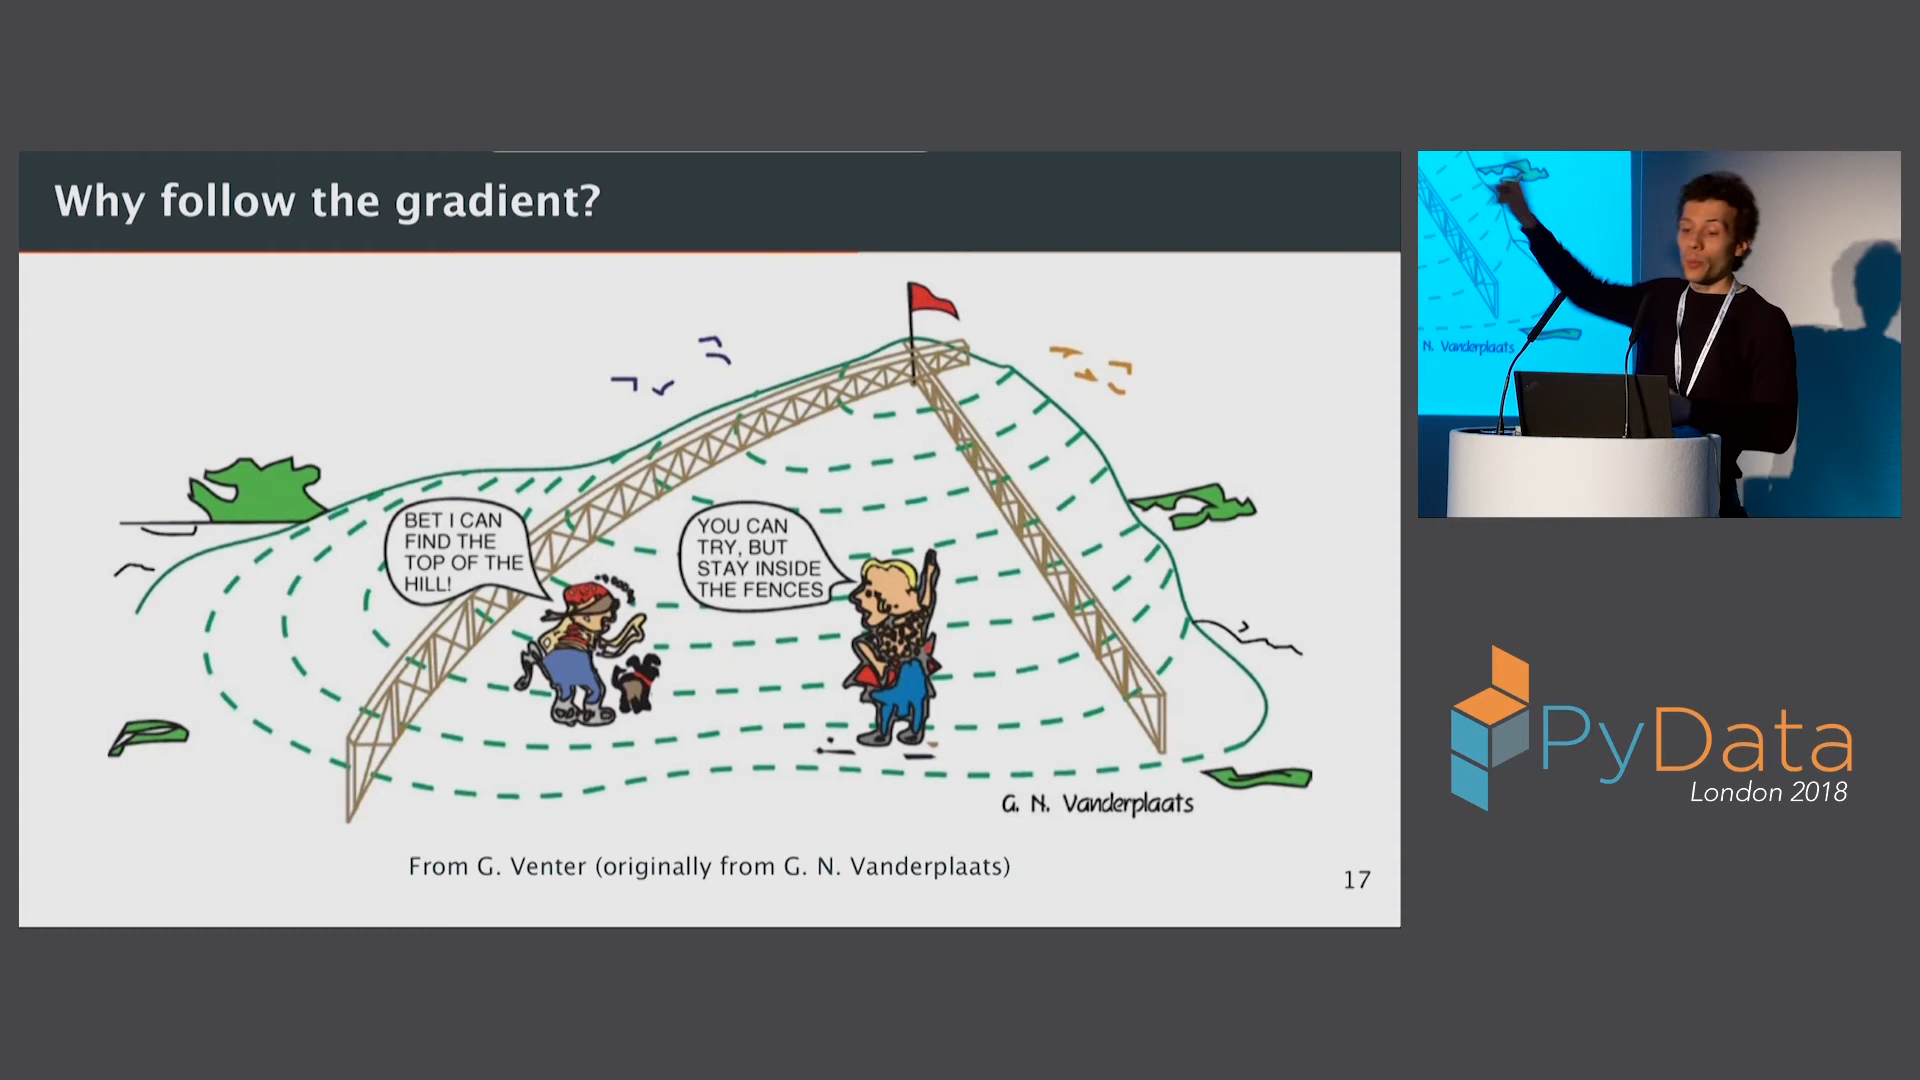 Why follow the gradient?
BET I CAN
FIND THE
TOP OF THE
HILL!
YOU CAN
TRY, BUT
STAY INSIDE
THE FENCES
G. N. Vanderplaats
From G. Venter (originally from G. N. Vanderplaats)
17
N. Vanderplaats
PyData
London 2018